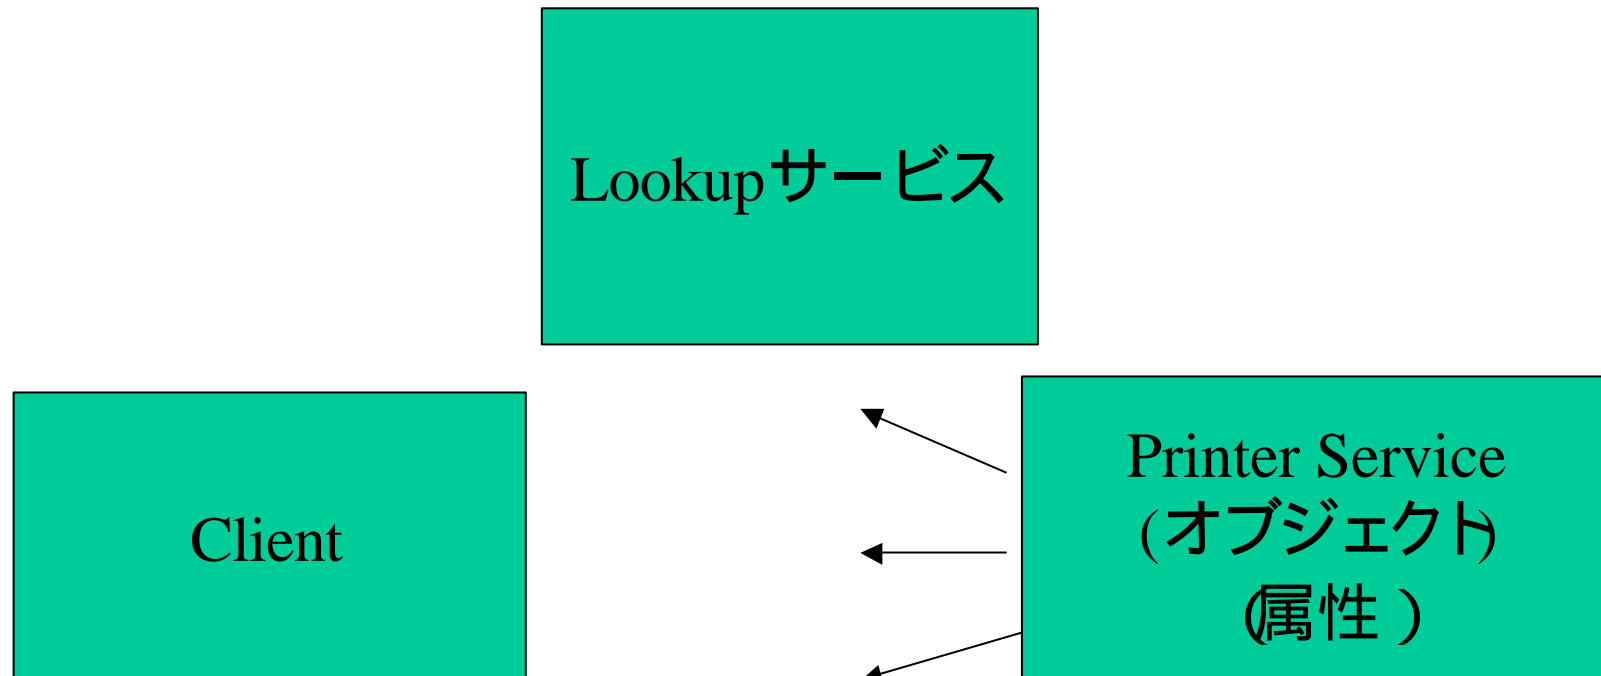 Lookupサービス
Client
Printer Service
(オブジェクト)
(属性 )